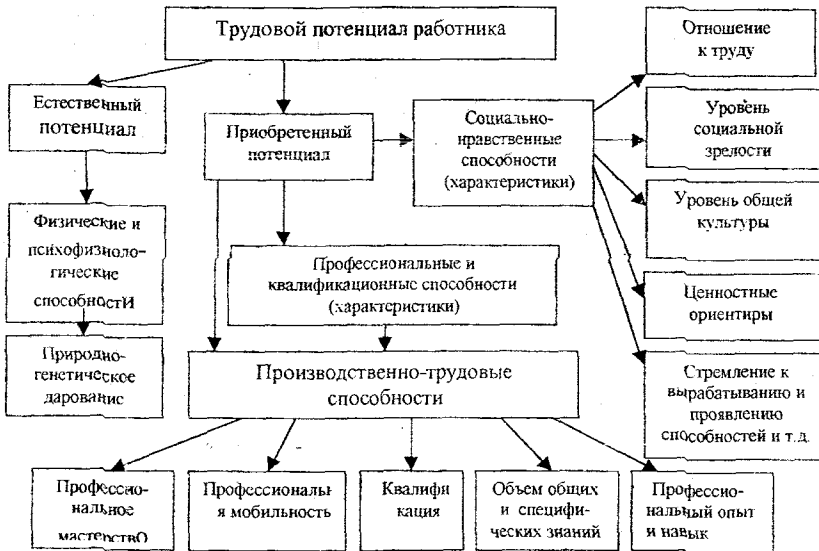 Трудовой потенциал работника
Естественный
потенциал
Приобретенный
потенциал
Социально-
нравственные
способности
(характеристики)
Отношение
к труду
Уровень
социальной
зрелости
Уровень общей
культуры
Ценностные
ориентиры
Стремление к
вырабатыванию и
проявлению
способностей и т.д.
Физические и
психофизиоло-
гические
способности
Природно-
генетическое
дарование
Профессиональные и
квалификационные способности
(характеристики)
Производственно-трудовые
способности
Профессио-
нальное
мастерство
Профессиональн
я мобильность
Квалифи
кация
Объем общих
и специфи-
ческих знаний
Профессио-
нальный опыт
и навык